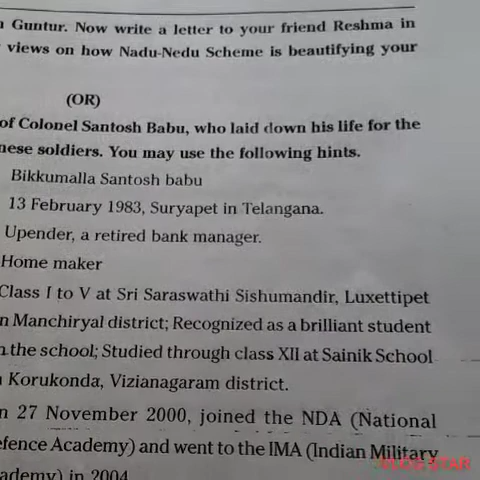 Guntur. Now write a letter to your friend Reshma in
views on how Nadu-Nedu Scheme is beautifying your
(OR)
of Colonel Santosh Babu, who laid down his life for the
nese soldiers. You may use the following hints.
Bikkumalla Santosh babu
13 February 1983, Suryapet in Telangana.
Upender, a retired bank manager.
Home maker
Class I to V at Sri Saraswathi Sishumandir, Luxettipet
n Manchiryal district; Recognized as a brilliant student
n the school; Studied through class XII at Sainik School
Korukonda, Vizianagaram district.
n 27 November 2000, joined the NDA (National
efence Academy) and went to the IMA (Indian Military
ademy) in 2004